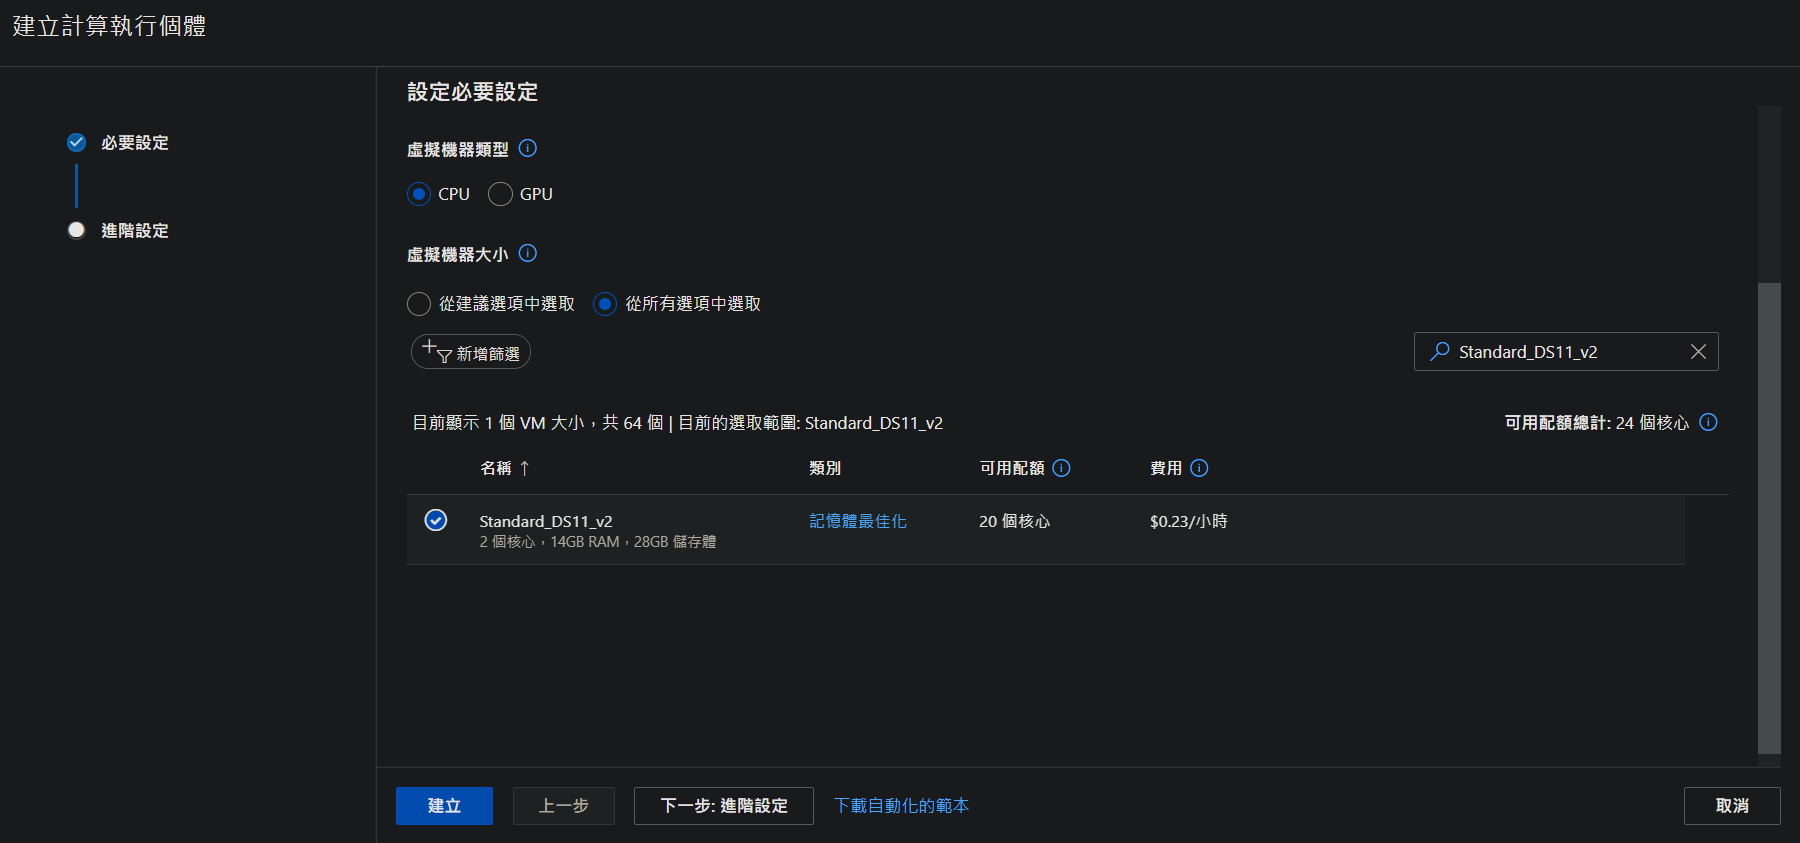 建立計算執行個體
必要設定
進階設定
設定必要設定
虛擬機器類型
CPU GPU
虛擬機器大小
從建議選項中選取 從所有選項中選取
新增篩選 Standard_DS11_v2
目前顯示 1 個 VM 大小，共 64 個 | 目前的選取範圍: Standard_DS11_v2 可用配額總計: 24 個核心
名稱 ↑ 類別 可用配額 費用
Standard_DS11_v2 記憶體最佳化 20 個核心 $0.23/小時
2 個核心，14GB RAM，28GB 儲存體
建立 上一步 下一步: 進階設定 下載自動化的範本 取消